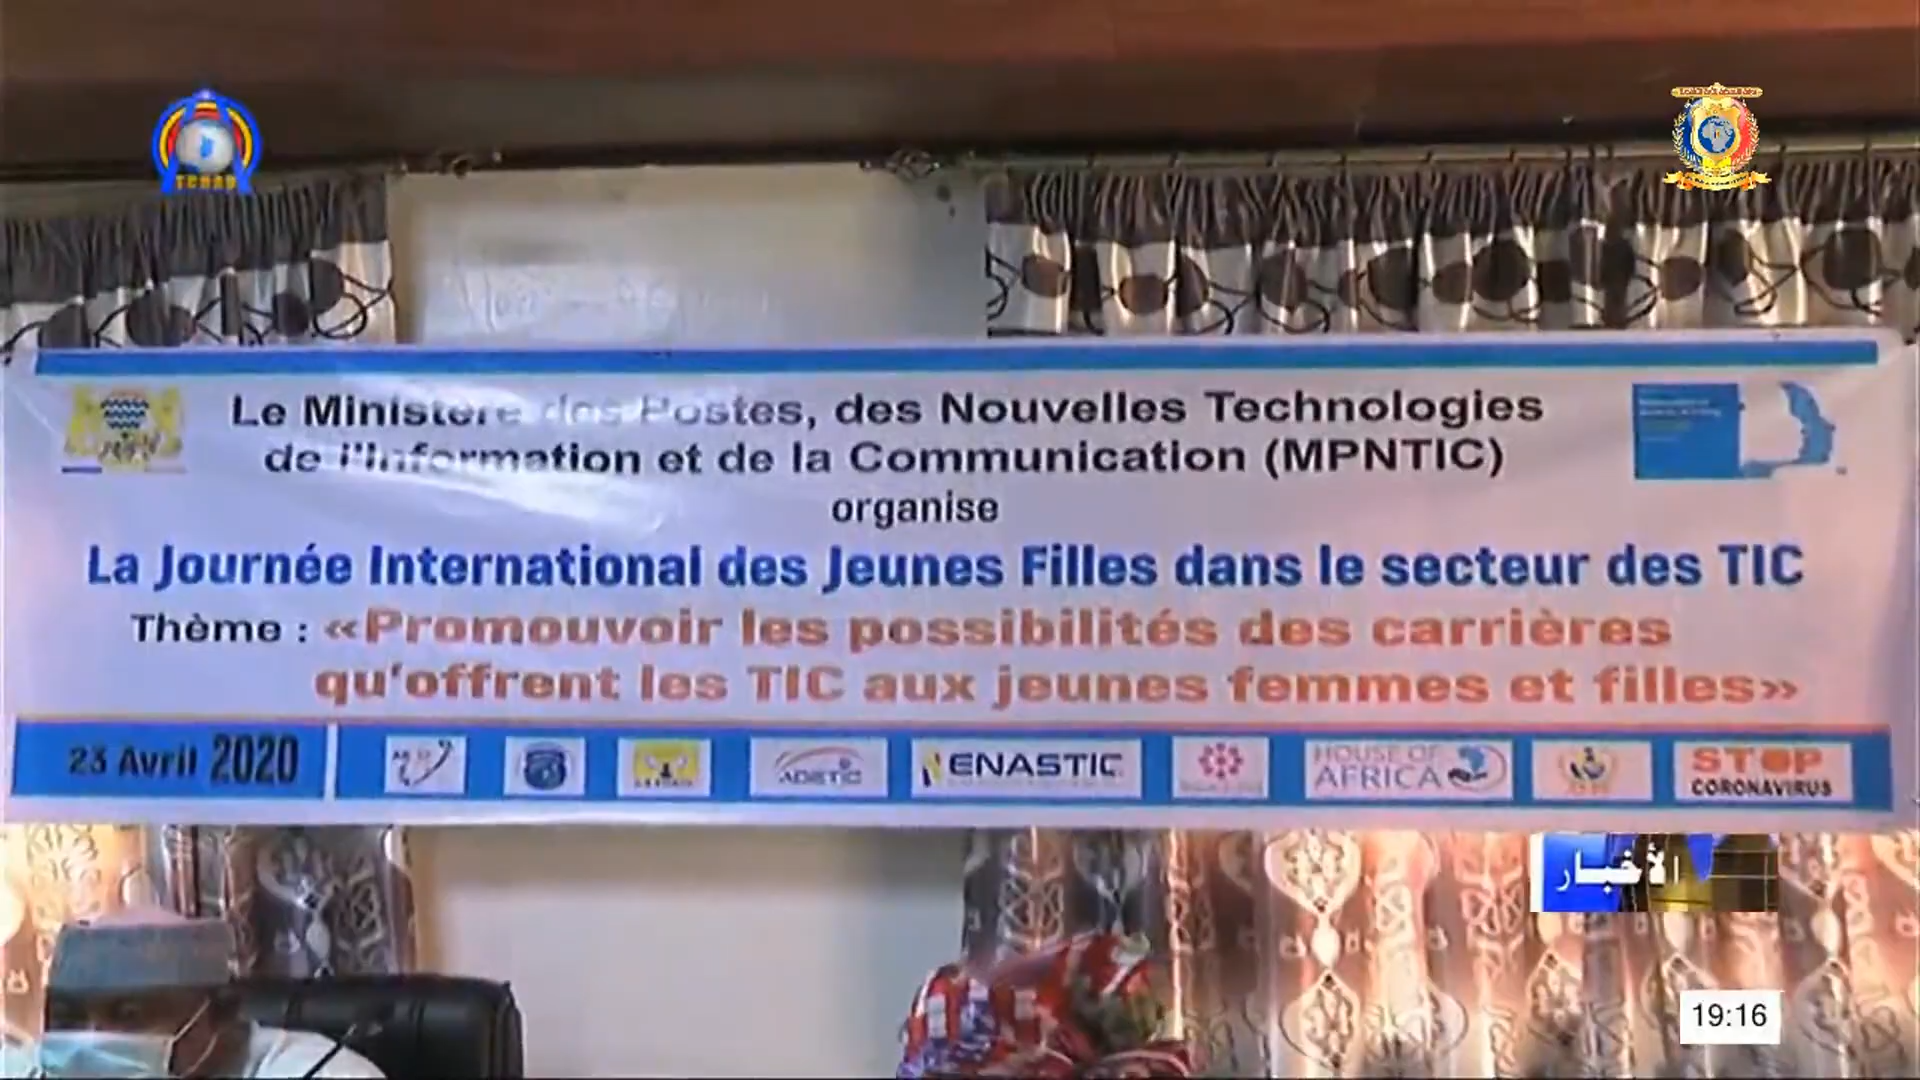 TCHAD
Le Ministère des Postes, des Nouvelles Technologies
de l'Information et de la Communication (MPNTIC)
organise
La Journée International des Jeunes Filles dans le secteur des TIC
Thème : «Promouvoir les possibilités des carrières
qu'offrent les TIC aux jeunes femmes et filles»
23 Avril 2020
ADETIC
ENASTIC
HOUSE OF
AFRICA
STOP
CORONAVIRUS
الأخبار
19:16